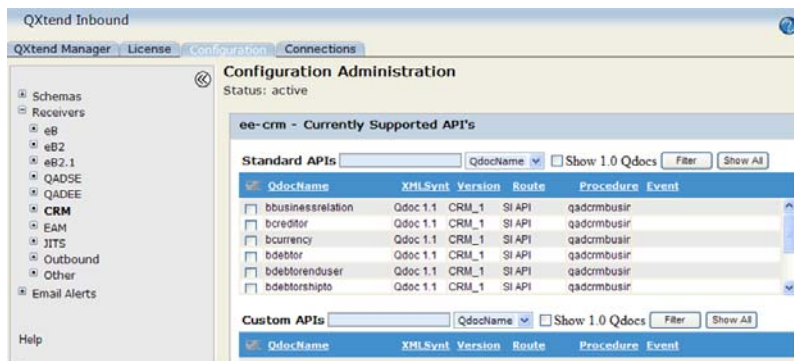 QXtend Inbound
QXtend Manager License Configuration Connections
Configuration Administration
Status: active
Schemas
Receivers
eB
eB2
eB2.1
QADSE
QADEE
CRM
EAM
JITS
Outbound
Other
Email Alerts
Help
ee-crm - Currently Supported API's
Standard APIs QdocName Show 1.0 Qdocs Filter Show All
QdocName XMLSynt Version Route Procedure Event
bbusinessrelation Qdoc 1.1 CRM_1 SI API qadcrmbusir
bcreditor Qdoc 1.1 CRM_1 SI API qadcrmbusir
bcurrency Qdoc 1.1 CRM_1 SI API qadcrmbusir
bdebtor Qdoc 1.1 CRM_1 SI API qadcrmbusir
bdebtorenduser Qdoc 1.1 CRM_1 SI API qadcrmbusir
bdebtorshipto Qdoc 1.1 CRM_1 SI API qadcrmbusir
Custom APIs QdocName Show 1.0 Qdocs Filter Show All
QdocName XMLSynt Version Route Procedure Event